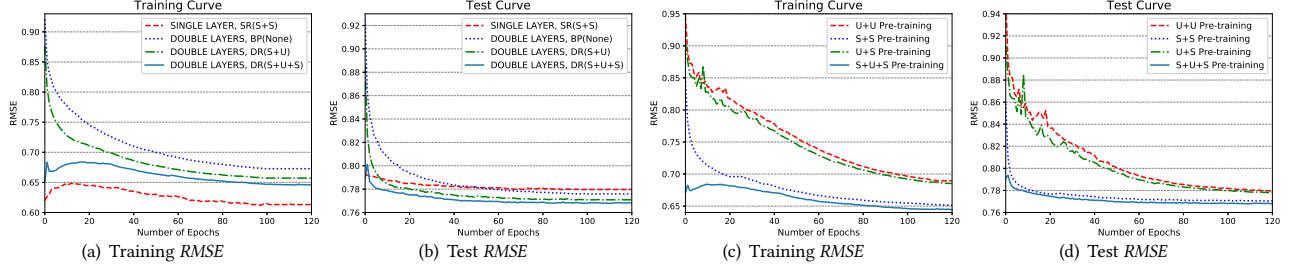 Training Curve
RMSE
0.90
0.85
0.80
0.75
0.70
0.65
0.60
SINGLE LAYER, SR(S+S)
DOUBLE LAYERS, BP(None)
DOUBLE LAYERS, DR(S+U)
DOUBLE LAYERS, DR(S+U+S)
0 20 40 60 80 100 120
Number of Epochs
(a) Training RMSE
Test Curve
RMSE
0.92
0.90
0.88
0.86
0.84
0.82
0.80
0.78
0.76
SINGLE LAYER, SR(S+S)
DOUBLE LAYERS, BP(None)
DOUBLE LAYERS, DR(S+U)
DOUBLE LAYERS, DR(S+U+S)
0 20 40 60 80 100 120
Number of Epochs
(b) Test RMSE
Training Curve
RMSE
0.95
0.90
0.85
0.80
0.75
0.70
0.65
U+U Pre-training
S+S Pre-training
U+S Pre-training
S+U+S Pre-training
0 20 40 60 80 100 120
Number of Epochs
(c) Training RMSE
Test Curve
RMSE
0.94
0.92
0.90
0.88
0.86
0.84
0.82
0.80
0.78
0.76
U+U Pre-training
S+S Pre-training
U+S Pre-training
S+U+S Pre-training
0 20 40 60 80 100 120
Number of Epochs
(d) Test RMSE